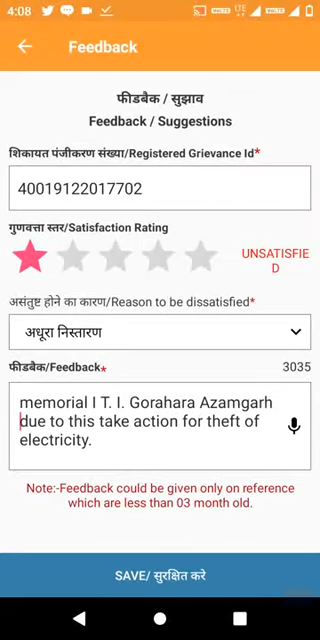 4:08
Feedback
फीडबैक / सुझाव
Feedback / Suggestions
शिकायत पंजीकरण संख्या/Registered Grievance Id*
40019122017702
गुणवत्ता स्तर/Satisfaction Rating
UNSATISFIE
D
असंतुष्ट होने का कारण/Reason to be dissatisfied*
अधूरा निस्तारण
फीडबैक/Feedback* 3035
memorial I T. I. Gorahara Azamgarh
due to this take action for theft of
electricity.
Note:-Feedback could be given only on reference
which are less than 03 month old.
SAVE/ सुरक्षित करे